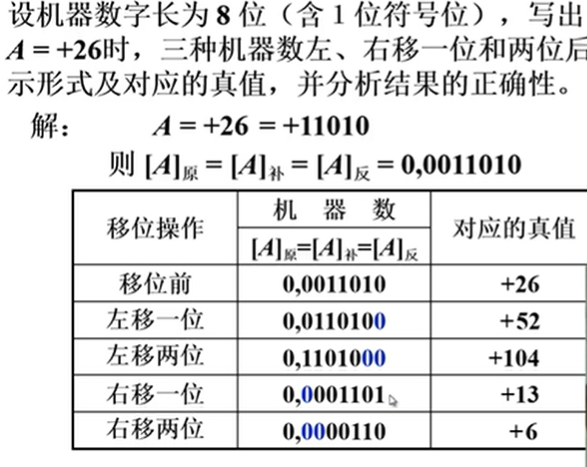 设机器数字长为 8 位（含 1 位符号位），写出
A = +26时，三种机器数左、右移一位和两位后
示形式及对应的真值，并分析结果的正确性。
解： A = +26 = +11010
则 [A]原 = [A]补 = [A]反 = 0,0011010
移位操作 机 器 数 对应的真值
[A]原=[A]补=[A]反
移位前 0,0011010 +26
左移一位 0,0110100 +52
左移两位 0,1101000 +104
右移一位 0,0001101 +13
右移两位 0,0000110 +6